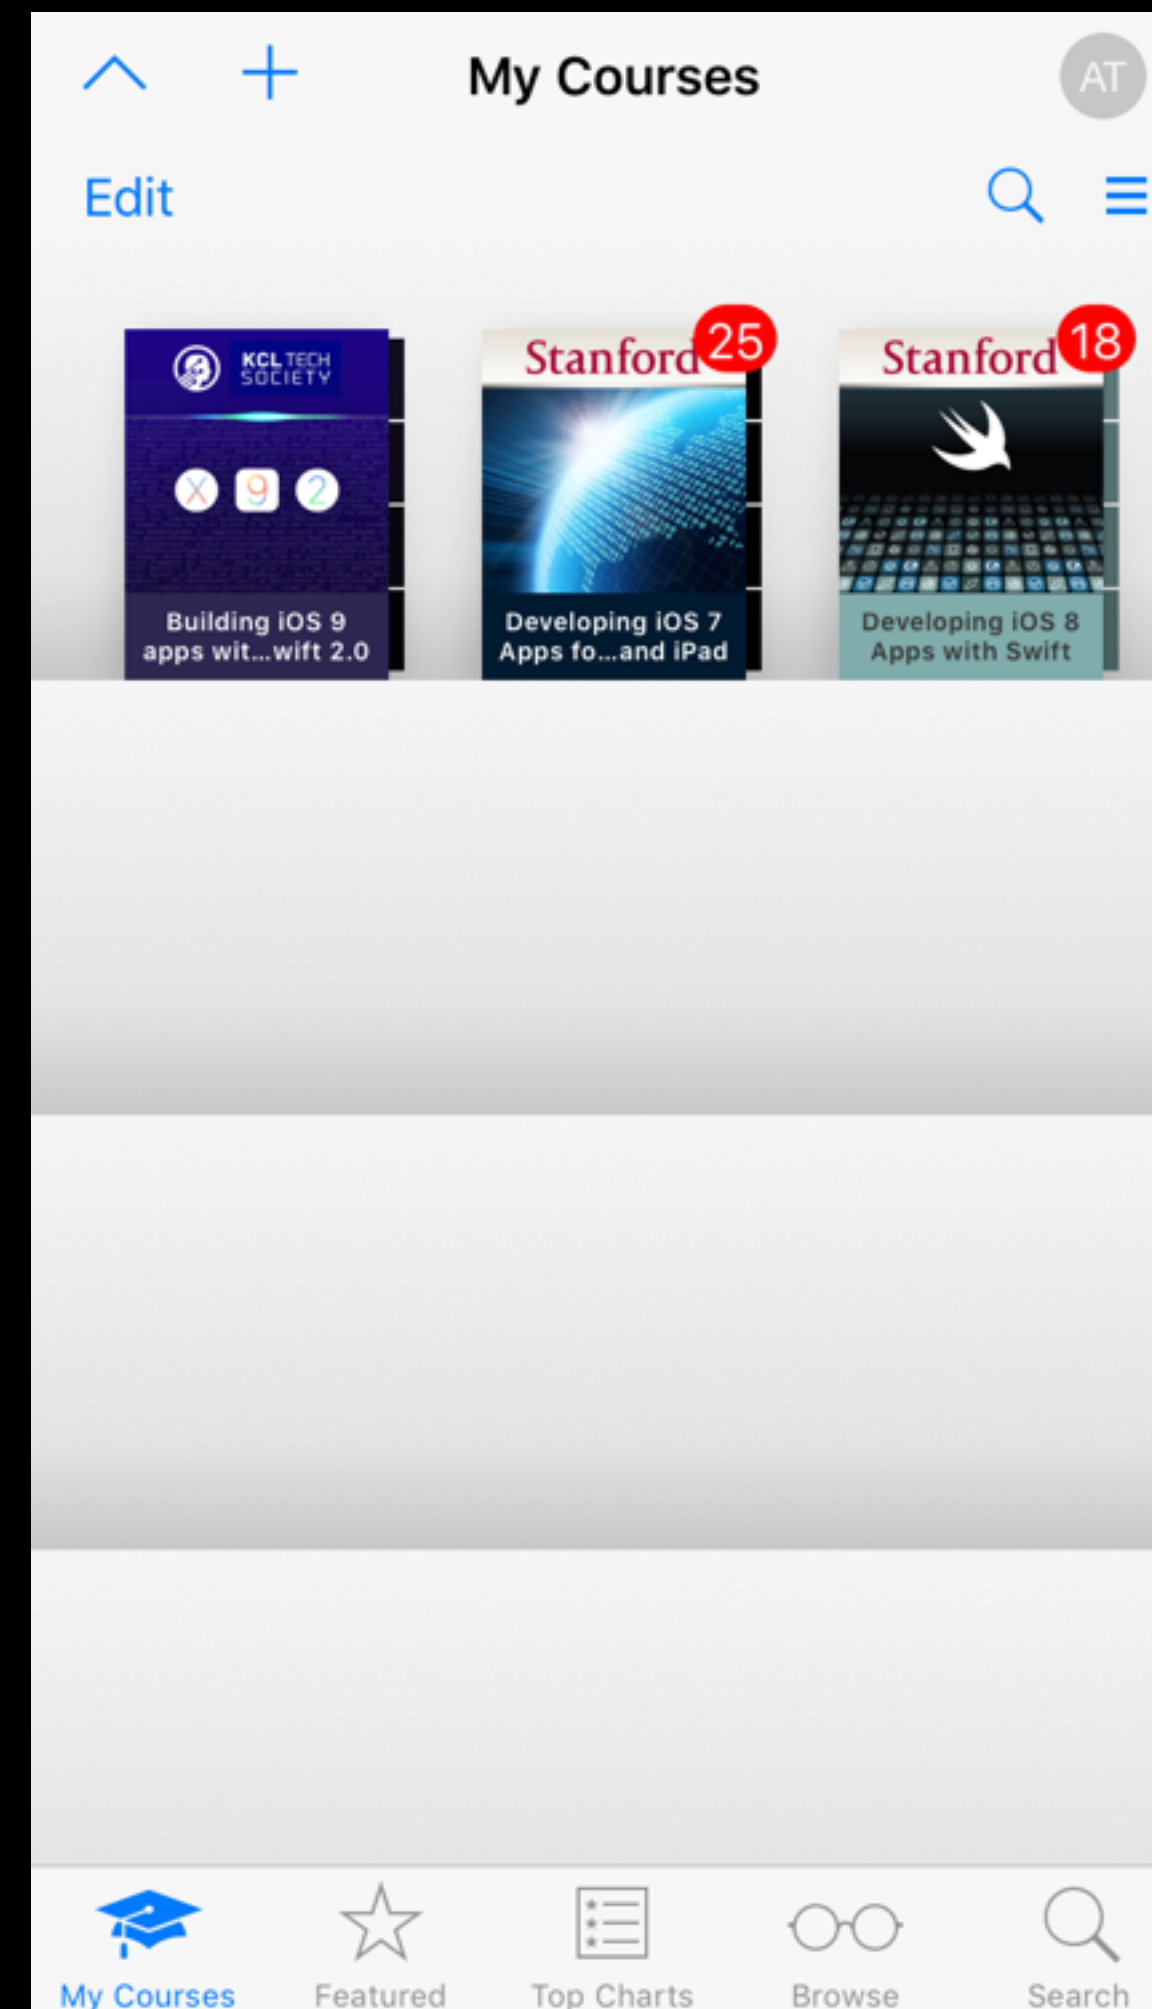 My Courses
AT
Edit
KCL TECH
SOCIETY
X 9 2
Building iOS 9
apps wit...wift 2.0
Stanford
25
Developing iOS 7
Apps fo...and iPad
Stanford
18
Developing iOS 8
Apps with Swift
My Courses
Featured
Top Charts
Browse
Search